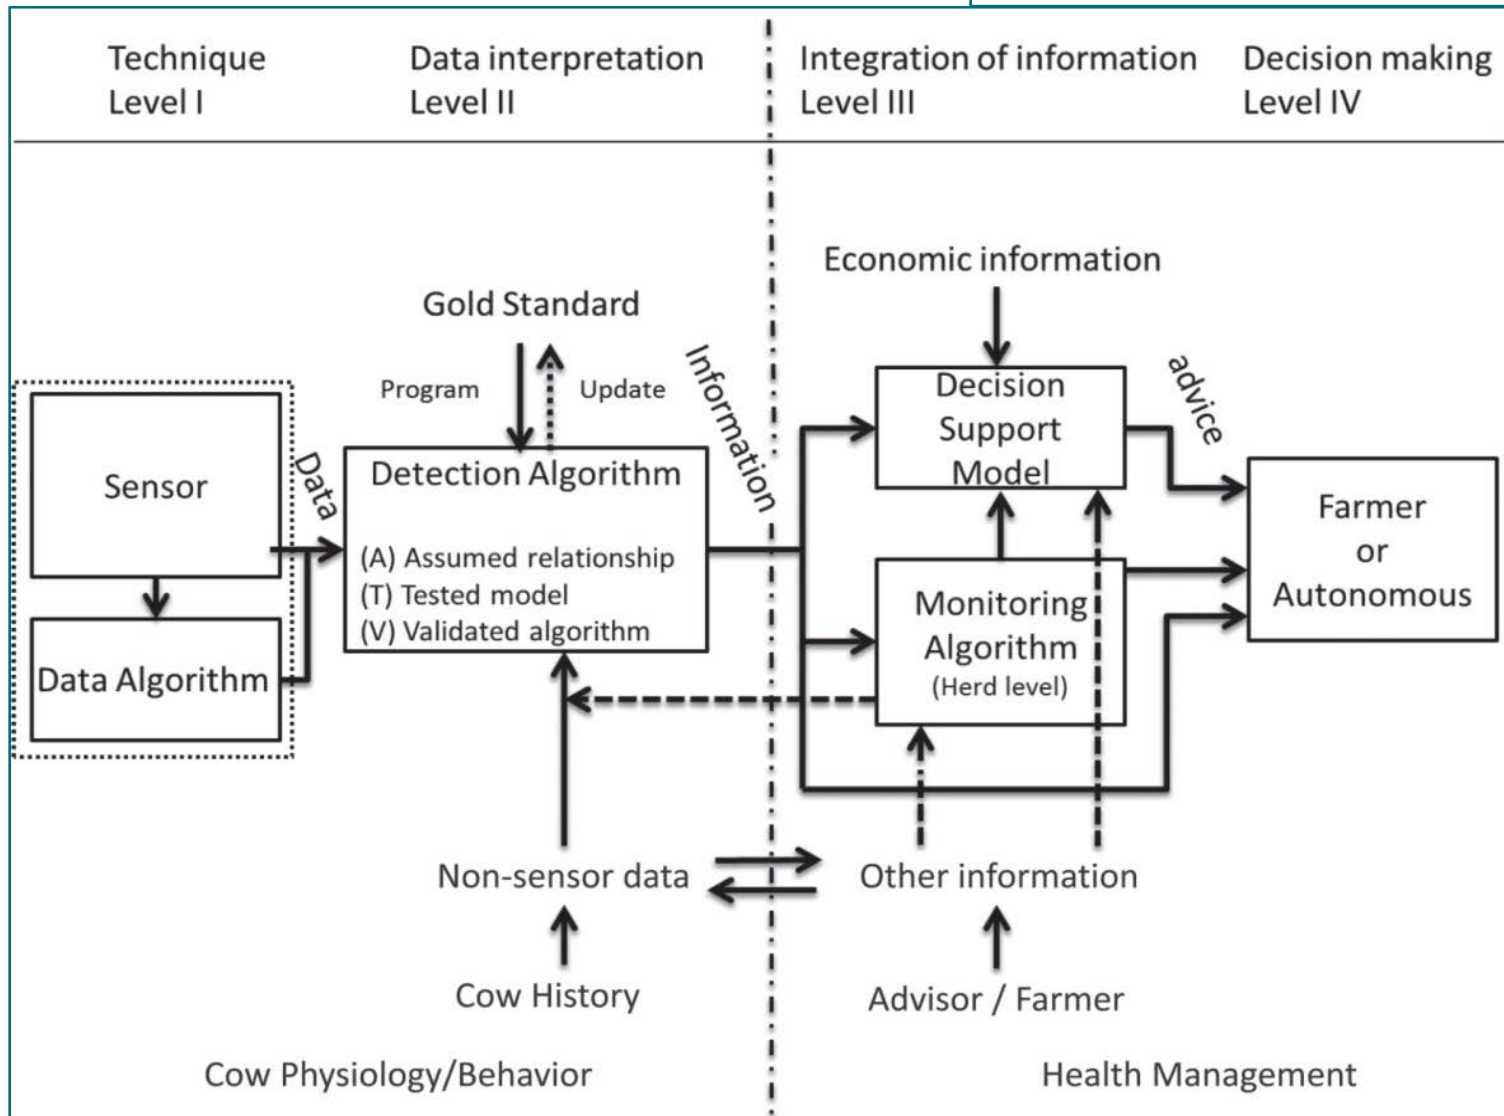 Technique
Level I
Data interpretation
Level II
Integration of information
Level III
Decision making
Level IV
Economic information
Gold Standard
Program
Update
Information
advice
Sensor
Data
Detection Algorithm
(A) Assumed relationship
(T) Tested model
(V) Validated algorithm
Decision
Support
Model
Farmer
or
Autonomous
Data Algorithm
Monitoring
Algorithm
(Herd level)
Non-sensor data
Other information
Cow History
Advisor / Farmer
Cow Physiology/Behavior
Health Management